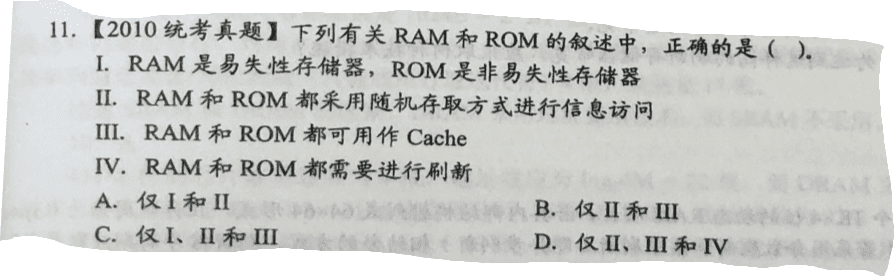 11. 【2010 统考真题】下列有关 RAM 和 ROM 的叙述中，正确的是（ ）。
I. RAM 是易失性存储器，ROM 是非易失性存储器
II. RAM 和 ROM 都采用随机存取方式进行信息访问
III. RAM 和 ROM 都可用作 Cache
IV. RAM 和 ROM 都需要进行刷新
A. 仅 I 和 II
B. 仅 II 和 III
C. 仅 I、II 和 III
D. 仅 II、III 和 IV